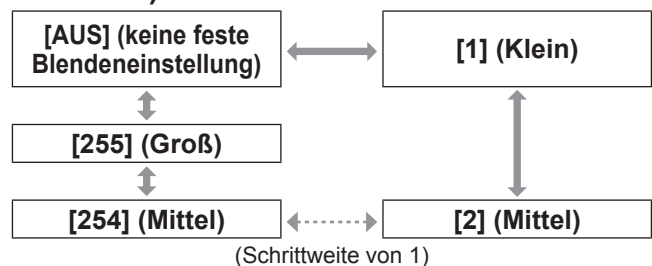 [AUS] (keine feste
Blendeneinstellung)
[1] (Klein)
[255] (Groß)
[254] (Mittel)
[2] (Mittel)
(Schrittweite von 1)